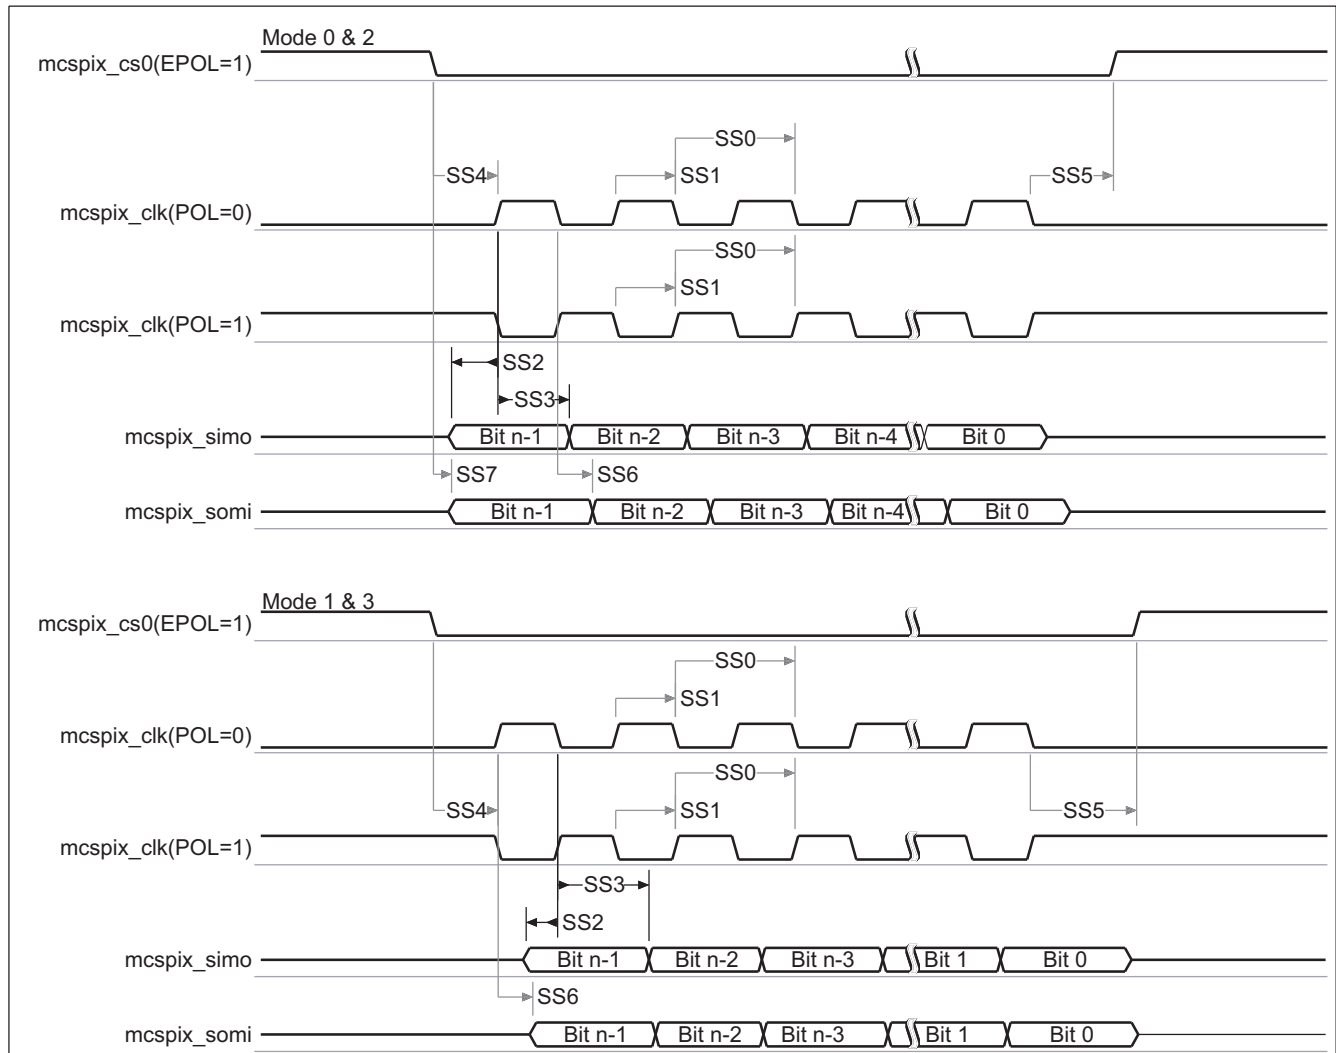 Mode 0 & 2
mcspix_cs0(EPOL=1)
SS0
SS4 SS1 SS5
mcspix_clk(POL=0)
SS0
SS1
mcspix_clk(POL=1)
SS2
SS3
mcspix_simo Bit n-1 Bit n-2 Bit n-3 Bit n-4 Bit 0
SS7 SS6
mcspix_somi Bit n-1 Bit n-2 Bit n-3 Bit n-4 Bit 0
Mode 1 & 3
mcspix_cs0(EPOL=1)
SS0
SS1
mcspix_clk(POL=0)
SS0
SS4 SS1 SS5
mcspix_clk(POL=1)
SS3
SS2
mcspix_simo Bit n-1 Bit n-2 Bit n-3 Bit 1 Bit 0
SS6
mcspix_somi Bit n-1 Bit n-2 Bit n-3 Bit 1 Bit 0